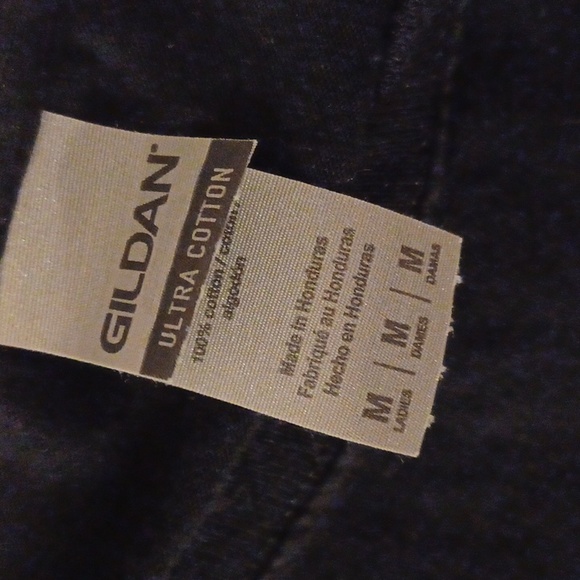 GILDAN
ULTRA COTTON
100% cotton / coton /
algodón
Made in Honduras
Fabriqué au Honduras
Hecho en Honduras
M | M | M
LADIES DAMES DAMAS